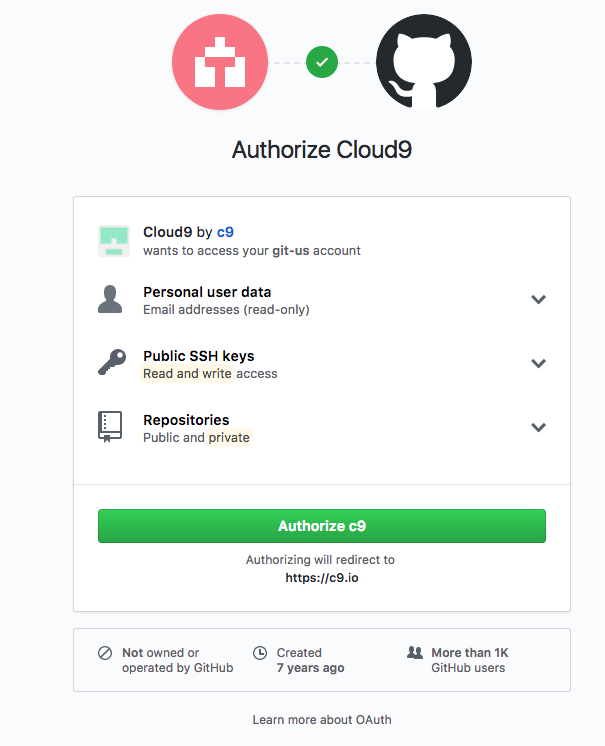 Authorize Cloud9
Cloud9 by c9
wants to access your git-us account
Personal user data
Email addresses (read-only)
Public SSH keys
Read and write access
Repositories
Public and private
Authorize c9
Authorizing will redirect to
https://c9.io
Not owned or
operated by GitHub
Created
7 years ago
More than 1K
GitHub users
Learn more about OAuth